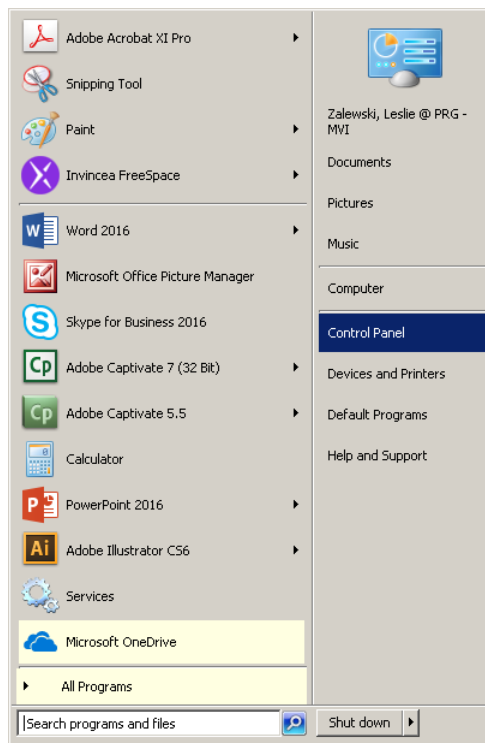 Adobe Acrobat XI Pro
Snipping Tool
Paint
Invincea FreeSpace
W
Word 2016
Microsoft Office Picture Manager
S
Skype for Business 2016
Cp
Adobe Captivate 7 (32 Bit)
Cp
Adobe Captivate 5.5
Calculator
P
PowerPoint 2016
Ai
Adobe Illustrator CS6
Services
Microsoft OneDrive
All Programs
Search programs and files
Zalewski, Leslie @ PRG -
MVI
Documents
Pictures
Music
Computer
Control Panel
Devices and Printers
Default Programs
Help and Support
Shut down